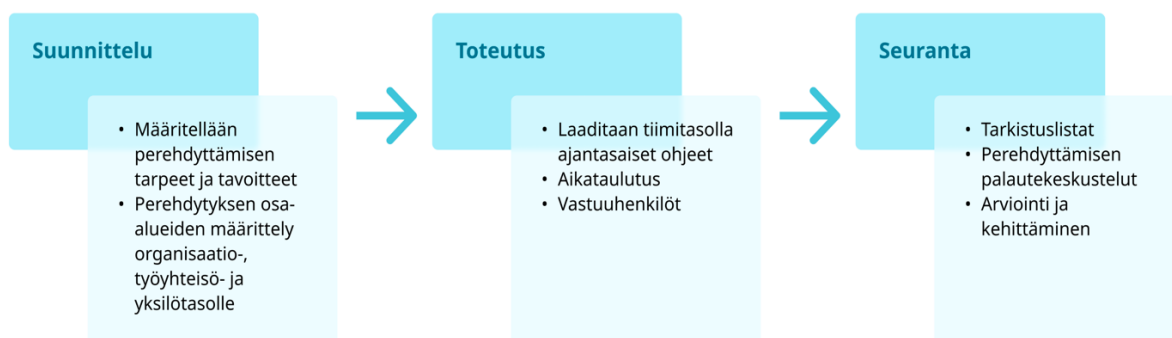 Suunnittelu
• Määritellään
perehdyttämisen
tarpeet ja tavoitteet
• Perehdytyksen osa-
alueiden määrittely
organisaatio-,
työyhteisö- ja
yksilötasolle
Toteutus
• Laaditaan tiimitasolla
ajantasaiset ohjeet
• Aikataulutus
• Vastuuhenkilöt
Seuranta
• Tarkistuslistat
• Perehdyttämisen
palautekeskustelut
• Arviointi ja
kehittäminen